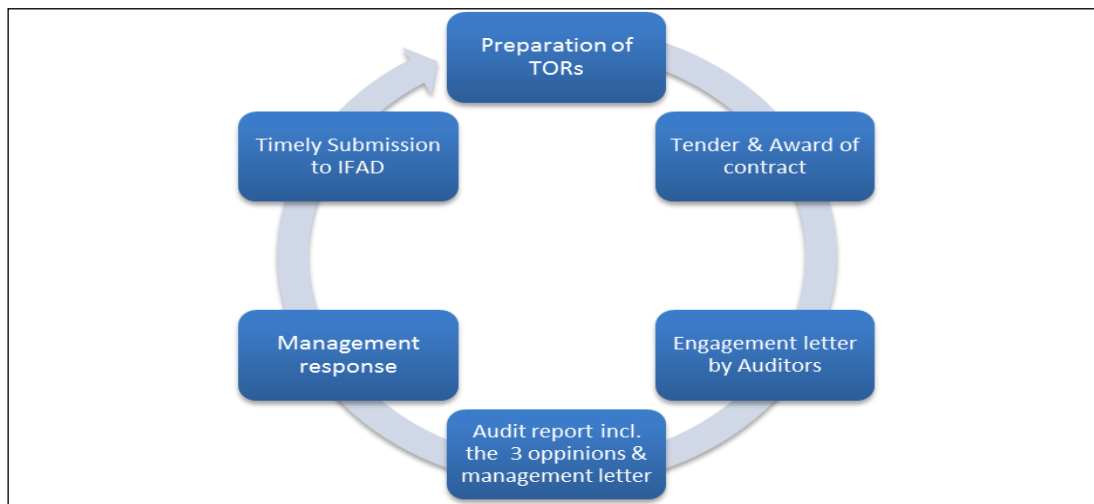 Preparation of
TORs
Tender & Award of
contract
Engagement letter
by Auditors
Audit report incl.
the 3 oppinions &
management letter
Management
response
Timely Submission
to IFAD